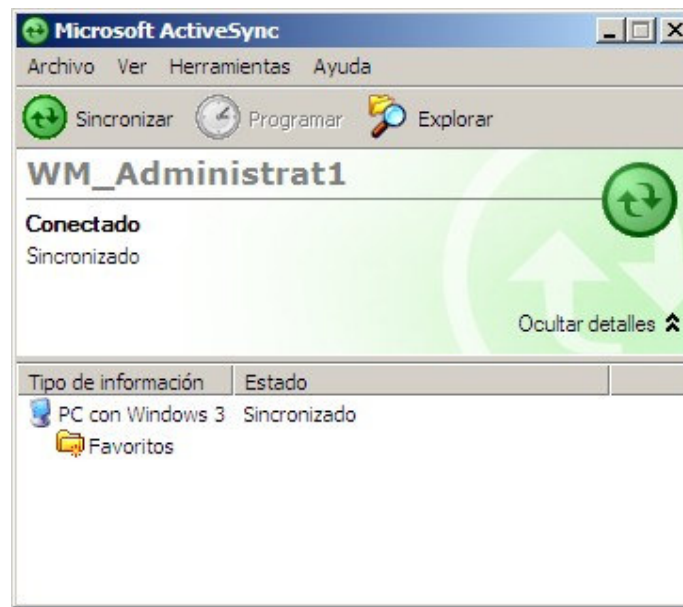 Microsoft ActiveSync
Archivo Ver Herramientas Ayuda
Sincronizar Programar Explorar
WM_Administrat1
Conectado
Sincronizado
Ocultar detalles
Tipo de información Estado
PC con Windows 3 Sincronizado
Favoritos